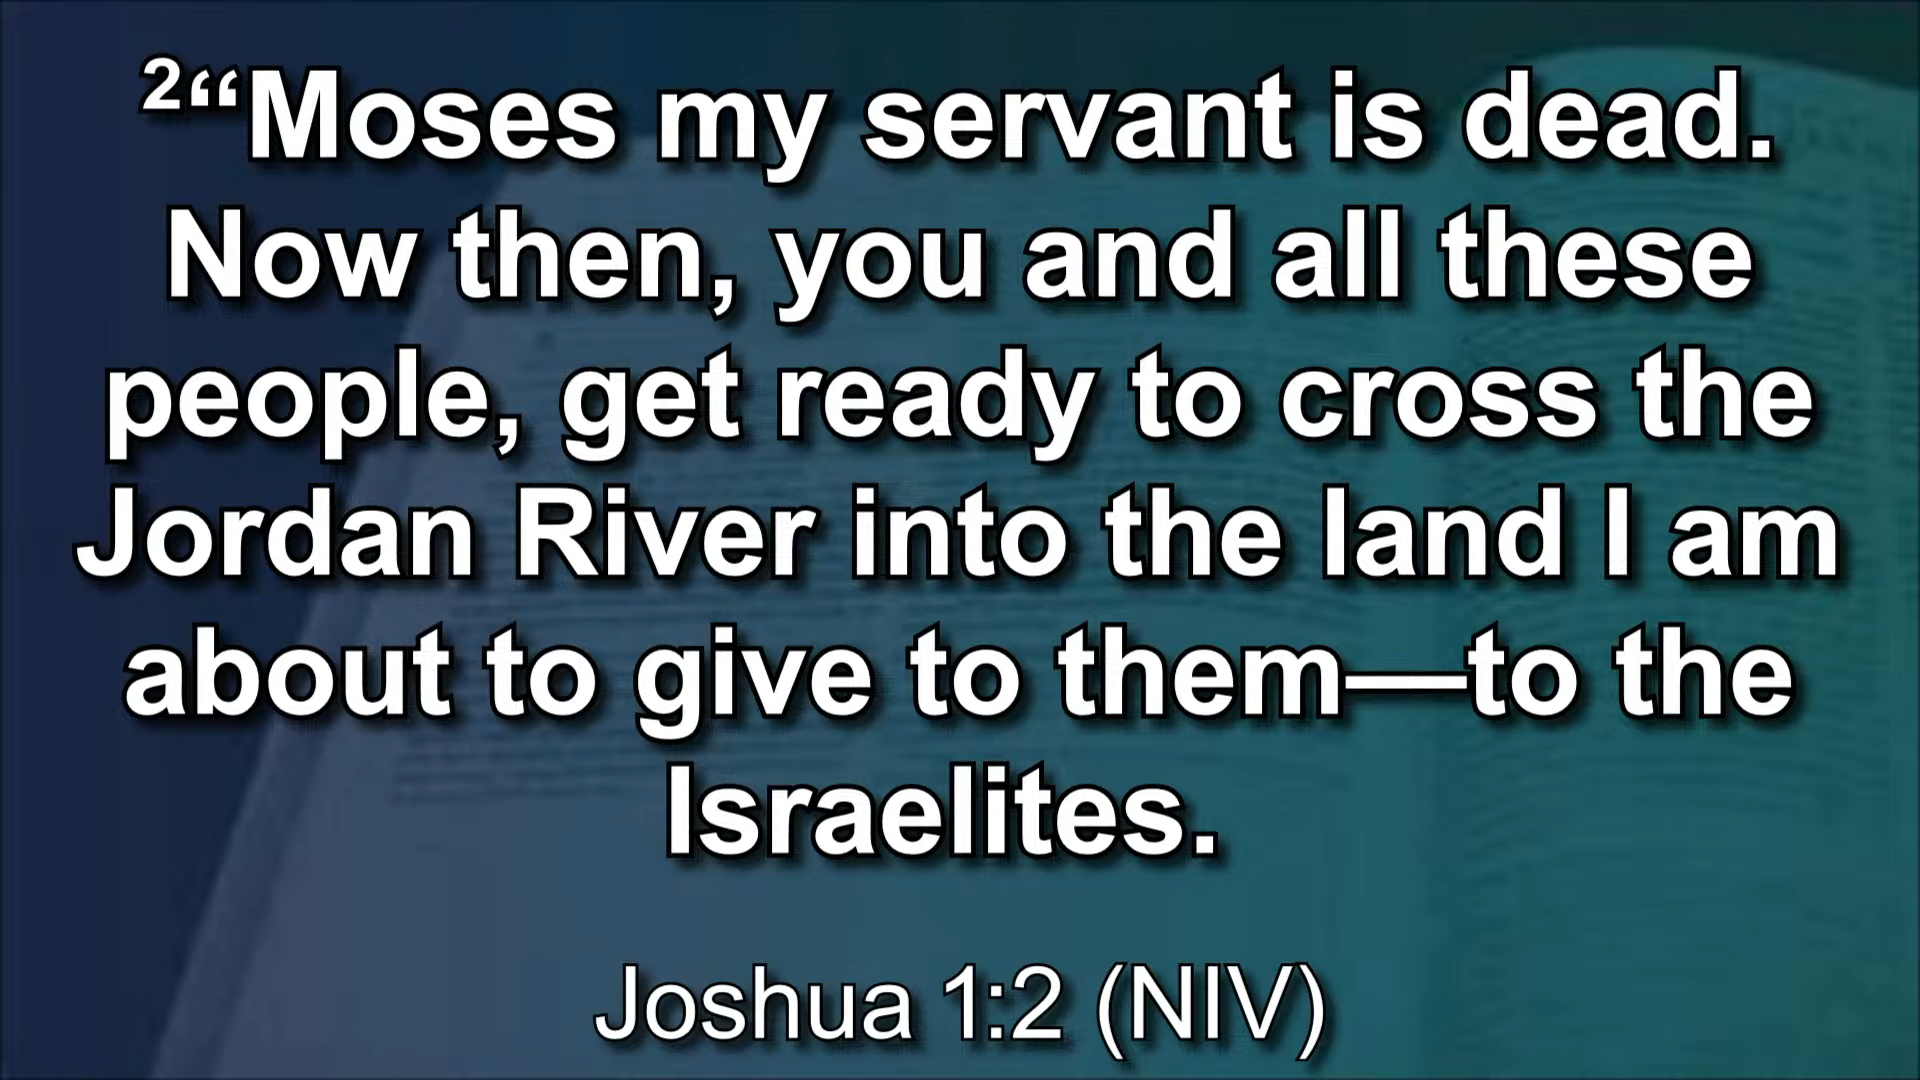 ²“Moses my servant is dead.
Now then, you and all these
people, get ready to cross the
Jordan River into the land I am
about to give to them—to the
Israelites.
Joshua 1:2 (NIV)